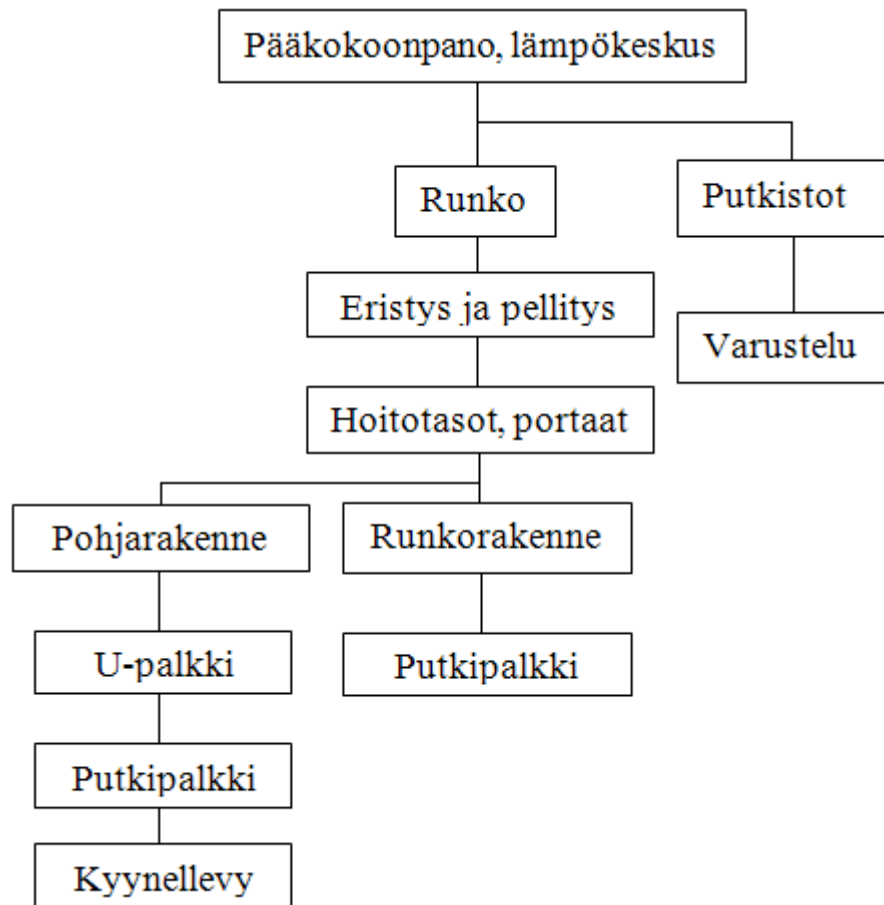 Pääkokoonpano, lämpökeskus
Runko
Putkistot
Eristys ja pellitys
Varustelu
Hoitotasot, portaat
Pohjarakenne
Runkorakenne
U-palkki
Putkipalkki
Putkipalkki
Kyynellevy